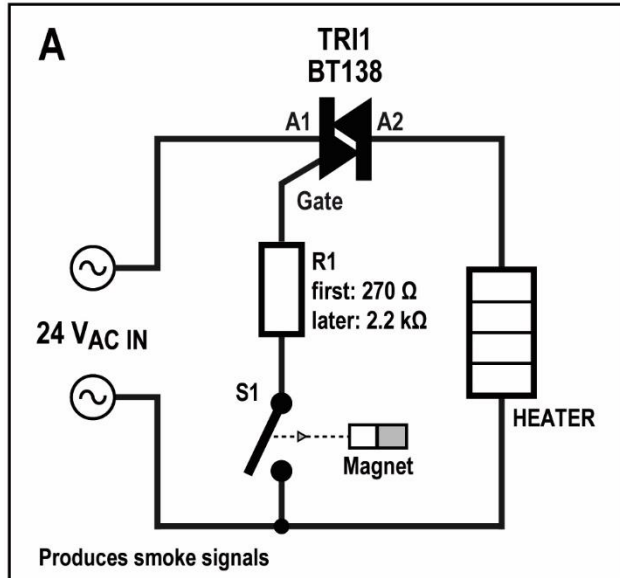 A
TRI1
BT138
A1
A2
Gate
R1
first: 270 Ω
later: 2.2 kΩ
24 VAC IN
S1
Magnet
HEATER
Produces smoke signals